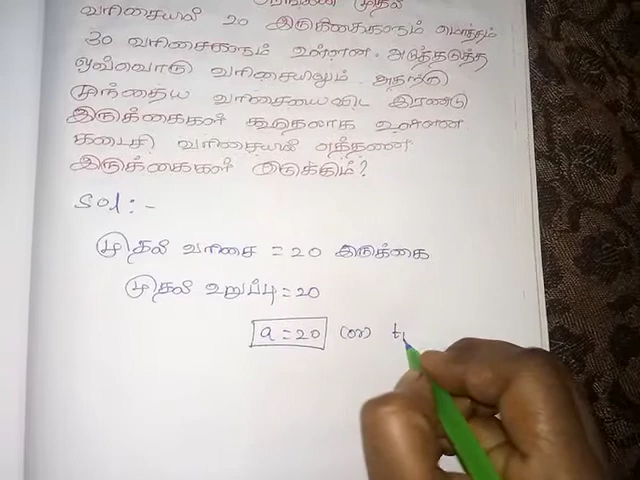 முதல்
வரிசையில் 20 இருக்கைகளும் மொத்தம்
30 வரிசைகளும் உள்ளன. அடுத்தடுத்த
ஒவ்வொரு வரிசையிலும் அதற்கு
முந்தைய வரிசையைவிட இரண்டு
இருக்கைகள் கூடுதலாக உள்ளன
கடைசி வரிசையில் எத்தனை
இருக்கைகள் இருக்கும்?
Sol:-
முதல் வரிசை = 20 இருக்கை
முதல் உறுப்பு = 20
a = 20 (or) t₁